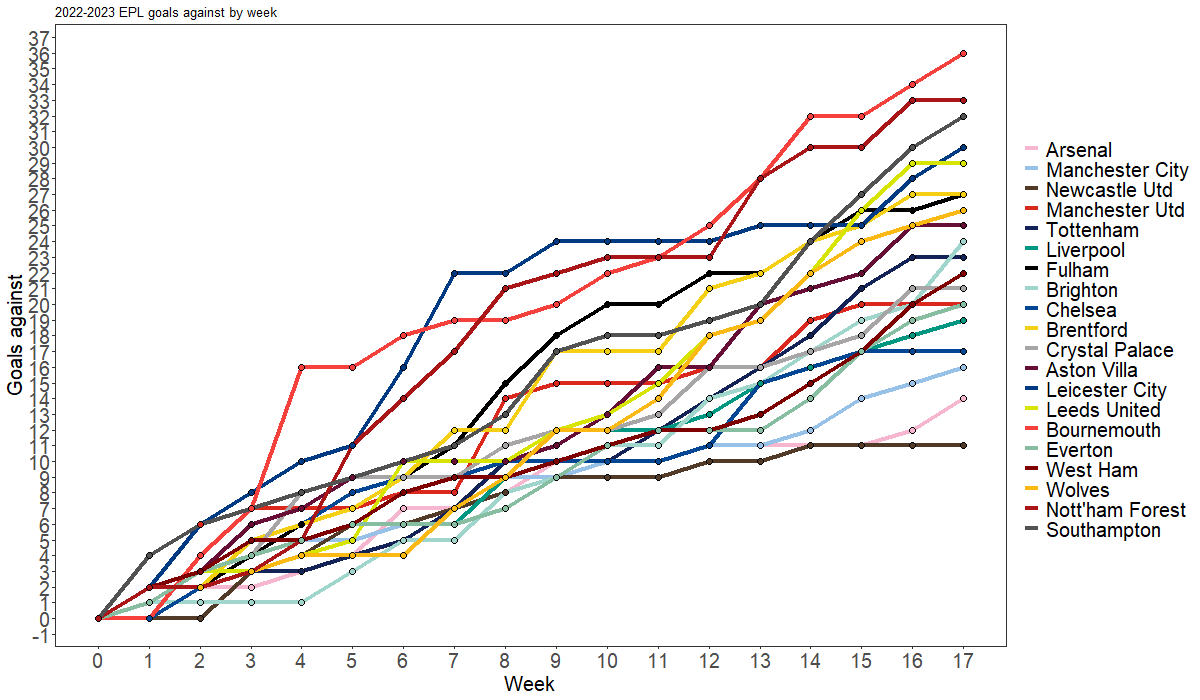 2022-2023 EPL goals against by week
37
36
35
34
33
32
31
30
29
28
27
26
25
24
23
22
21
20
19
18
17
16
15
14
13
12
11
10
9
8
7
6
5
4
3
2
1
0
-1
Goals against
0 1 2 3 4 5 6 7 8 9 10 11 12 13 14 15 16 17
Week
Arsenal
Manchester City
Newcastle Utd
Manchester Utd
Tottenham
Liverpool
Fulham
Brighton
Chelsea
Brentford
Crystal Palace
Aston Villa
Leicester City
Leeds United
Bournemouth
Everton
West Ham
Wolves
Nott'ham Forest
Southampton